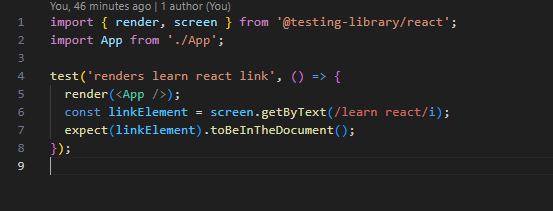 You, 46 minutes ago | 1 author (You)
1 import { render, screen } from '@testing-library/react';
2 import App from './App';
3
4 test('renders learn react link', () => {
5 render(<App />);
6 const linkElement = screen.getByText(/learn react/i);
7 expect(linkElement).toBeInTheDocument();
8 });
9